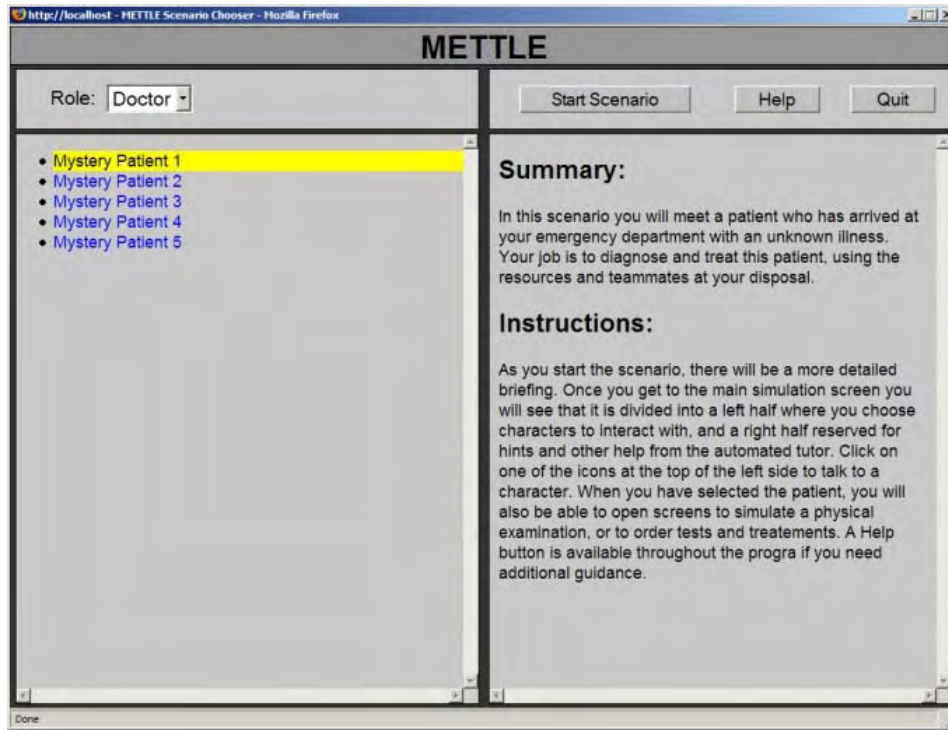 http://localhost - METTLE Scenario Chooser - Mozilla Firefox
METTLE
Role: Doctor
Start Scenario Help Quit
Mystery Patient 1
Mystery Patient 2
Mystery Patient 3
Mystery Patient 4
Mystery Patient 5
Summary:
In this scenario you will meet a patient who has arrived at
your emergency department with an unknown illness.
Your job is to diagnose and treat this patient, using the
resources and teammates at your disposal.
Instructions:
As you start the scenario, there will be a more detailed
briefing. Once you get to the main simulation screen you
will see that it is divided into a left half where you choose
characters to interact with, and a right half reserved for
hints and other help from the automated tutor. Click on
one of the icons at the top of the left side to talk to a
character. When you have selected the patient, you will
also be able to open screens to simulate a physical
examination, or to order tests and treatements. A Help
button is available throughout the progra if you need
additional guidance.
Done